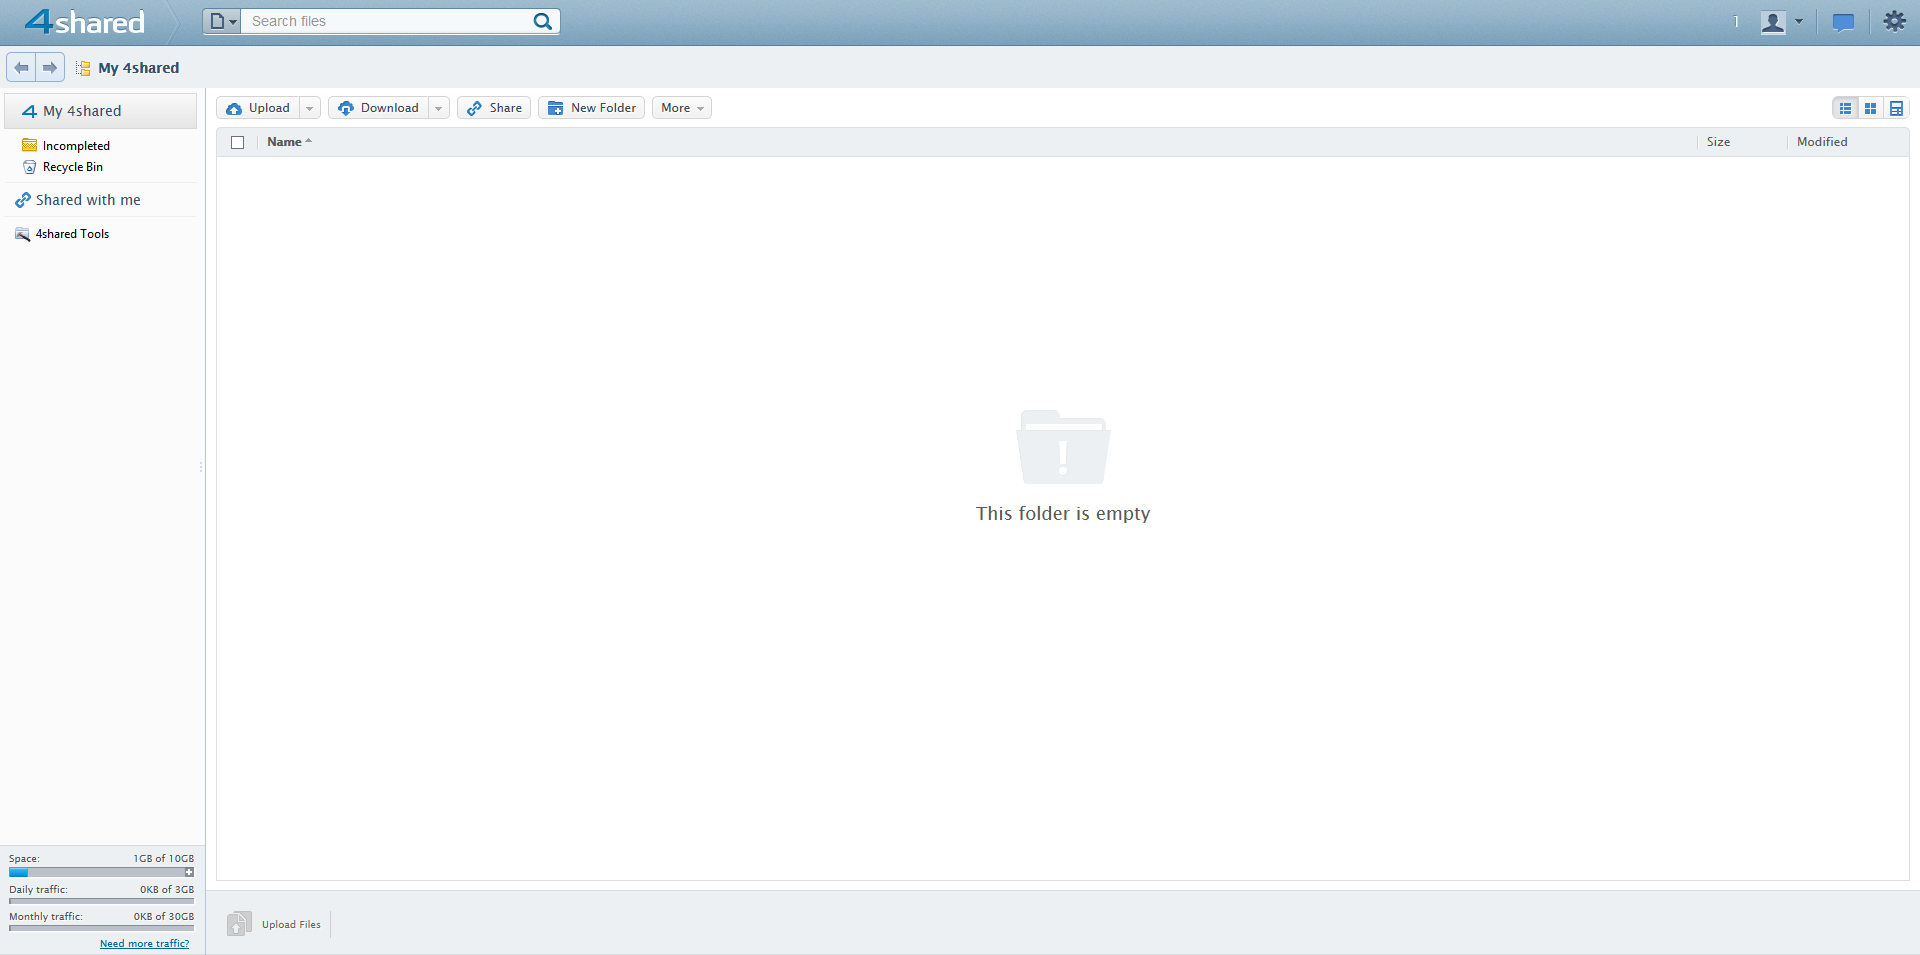 4shared
Search files
1
My 4shared
My 4shared
Incompleted
Recycle Bin
Shared with me
4shared Tools
Upload
Download
Share
New Folder
More
Name
Size
Modified
This folder is empty
Space: 1GB of 10GB
Daily traffic: 0KB of 3GB
Monthly traffic: 0KB of 30GB
Need more traffic?
Upload Files